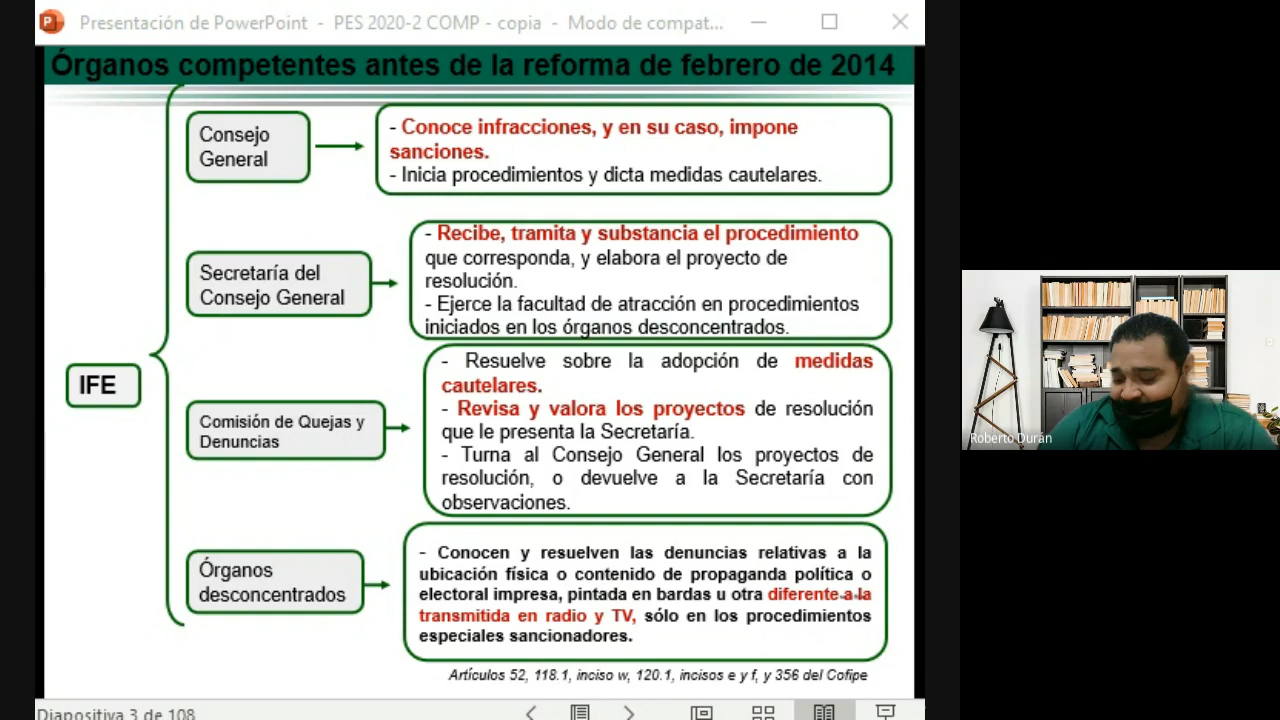 Presentación de PowerPoint - PES 2020-2 COMP - copia - Modo de compat...
Órganos competentes antes de la reforma de febrero de 2014
IFE
Consejo
General
- Conoce infracciones, y en su caso, impone
sanciones.
- Inicia procedimientos y dicta medidas cautelares.
Secretaría del
Consejo General
- Recibe, tramita y substancia el procedimiento
que corresponda, y elabora el proyecto de
resolución.
- Ejerce la facultad de atracción en procedimientos
iniciados en los órganos desconcentrados.
Comisión de Quejas y
Denuncias
- Resuelve sobre la adopción de medidas
cautelares.
- Revisa y valora los proyectos de resolución
que le presenta la Secretaría.
- Turna al Consejo General los proyectos de
resolución, o devuelve a la Secretaría con
observaciones.
Órganos
desconcentrados
- Conocen y resuelven las denuncias relativas a la
ubicación física o contenido de propaganda política o
electoral impresa, pintada en bardas u otra diferente a la
transmitida en radio y TV, sólo en los procedimientos
especiales sancionadores.
Artículos 52, 118.1, inciso w, 120.1, incisos e y f, y 356 del Cofipe
Diapositiva 3 de 108
Roberto Durán